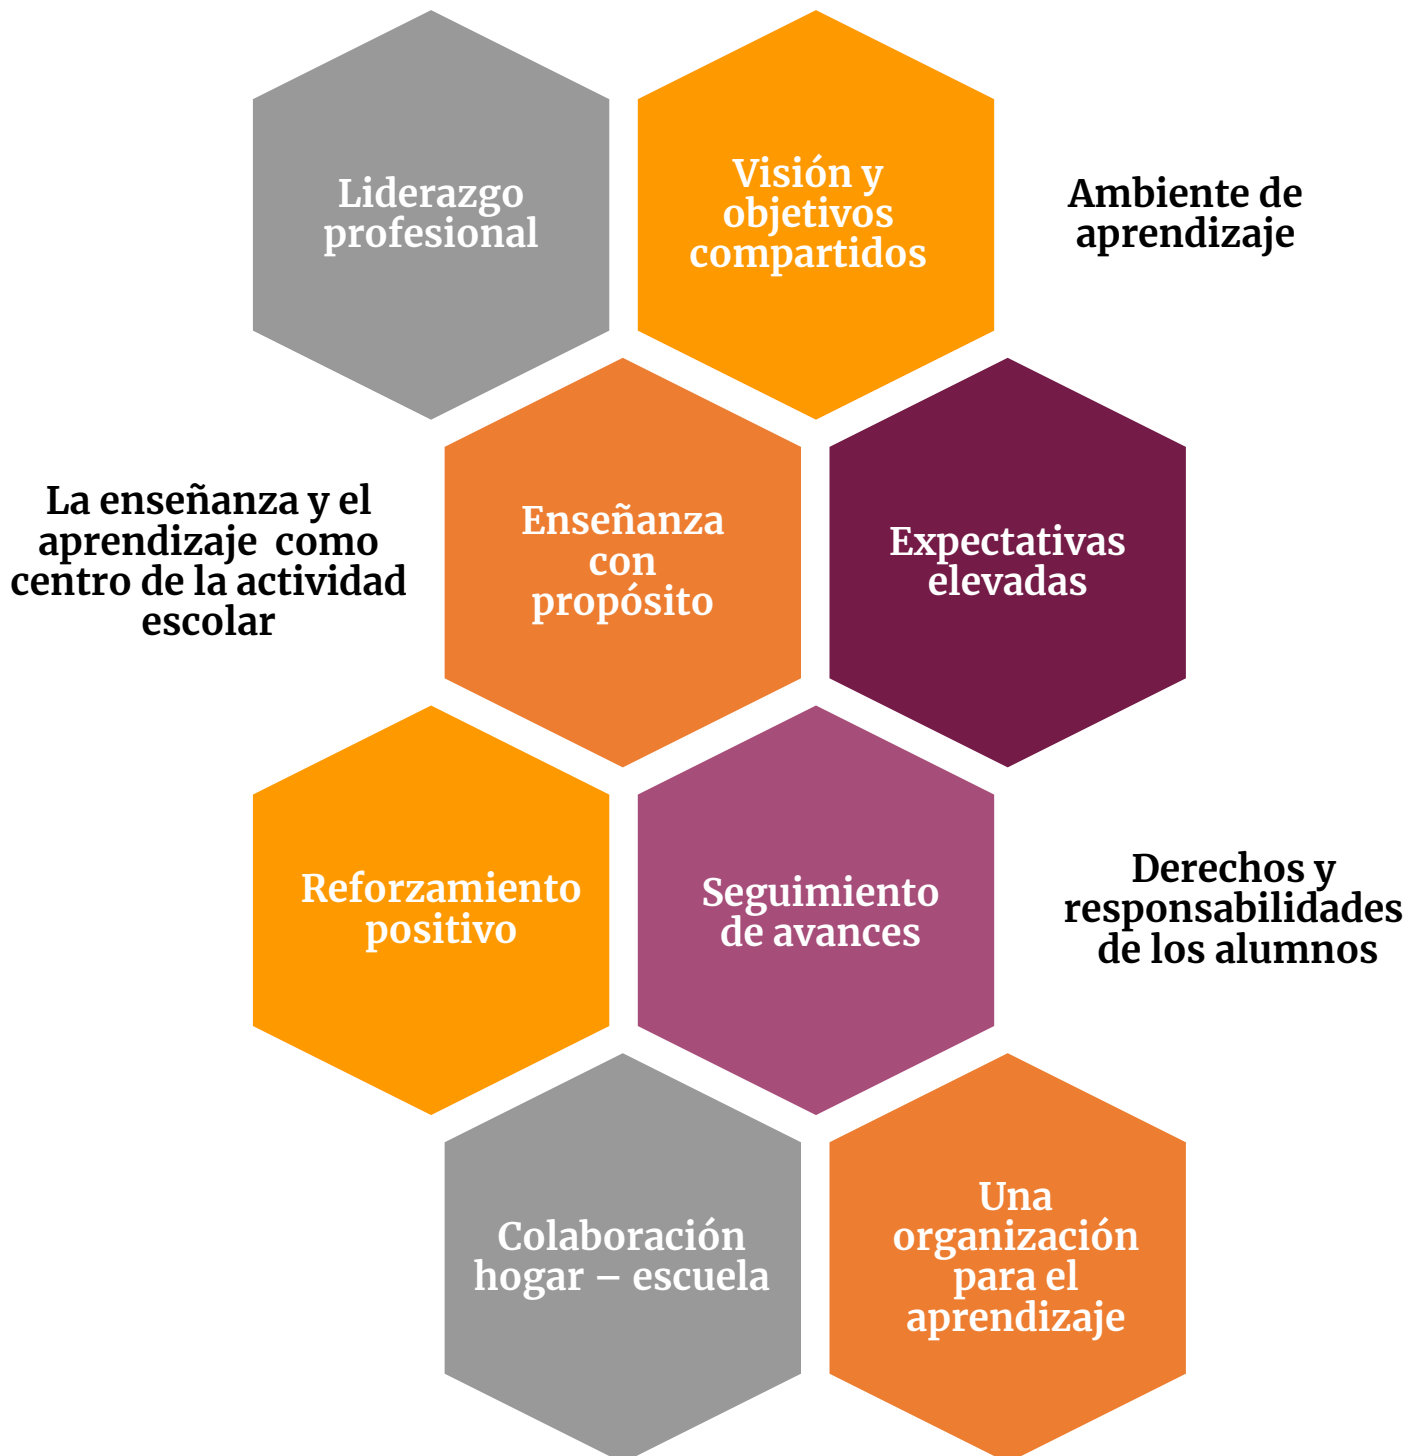 Liderazgo
profesional
Visión y
objetivos
compartidos
Ambiente de
aprendizaje
La enseñanza y el
aprendizaje  como
centro de la actividad
escolar
Enseñanza
con
propósito
Expectativas
elevadas
Reforzamiento
positivo
Seguimiento
de avances
Derechos y
responsabilidades
de los alumnos
Colaboración
hogar – escuela
Una
organización
para el
aprendizaje